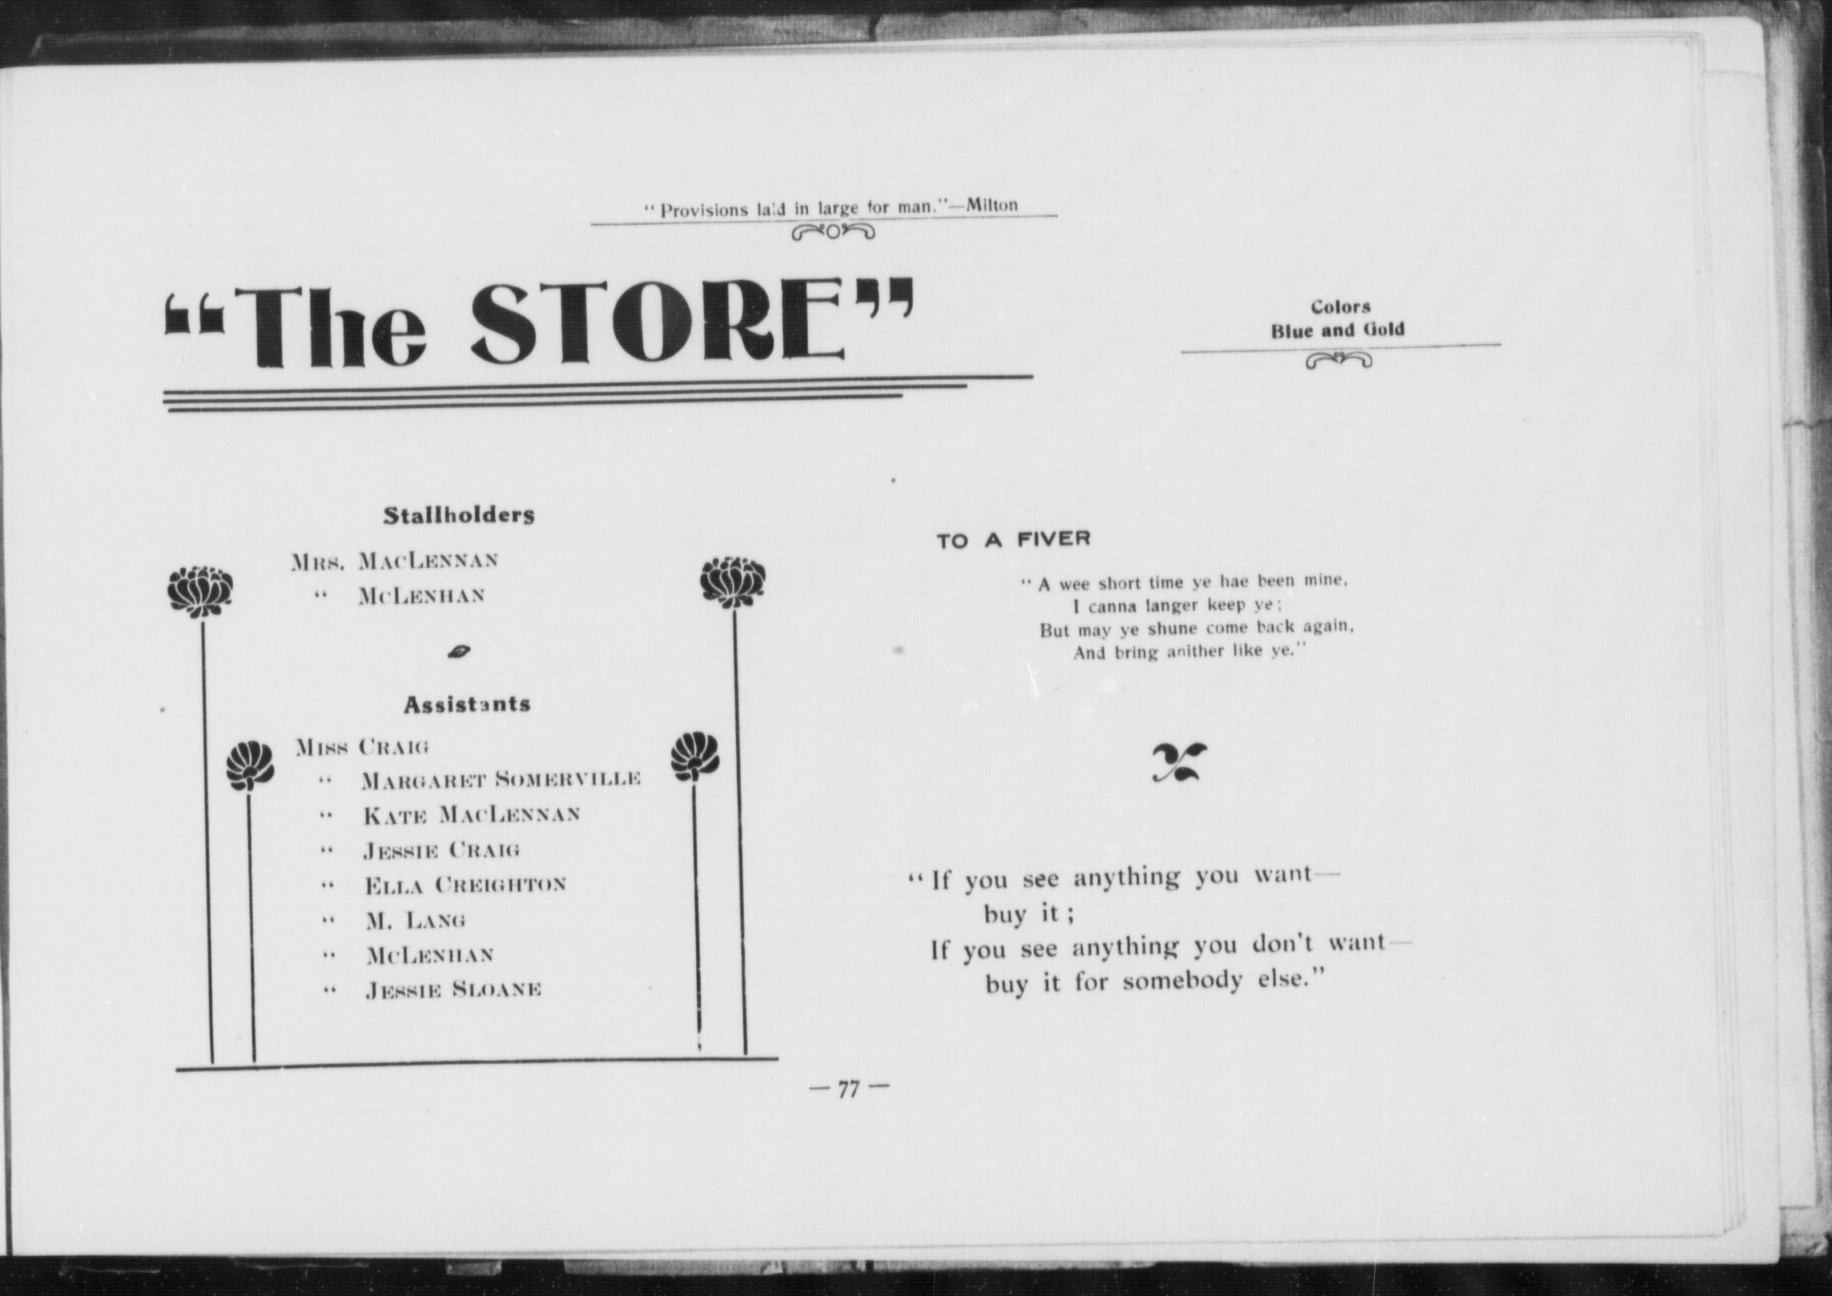 “Provisions laid in large for man.”—Milton
“The STORE”
Colors
Blue and Gold
Stallholders
MRS. MACLENNAN
“ MCLENHAN
Assistants
MISS CRAIG
“ MARGARET SOMERVILLE
“ KATE MACLENNAN
“ JESSIE CRAIG
“ ELLA CREIGHTON
“ M. LANG
“ MCLENHAN
“ JESSIE SLOANE
TO A FIVER
“A wee short time ye hae been mine,
I canna langer keep ye;
But may ye shune come back again,
And bring anither like ye.”
“If you see anything you want—
buy it;
If you see anything you don't want—
buy it for somebody else.”
— 77 —